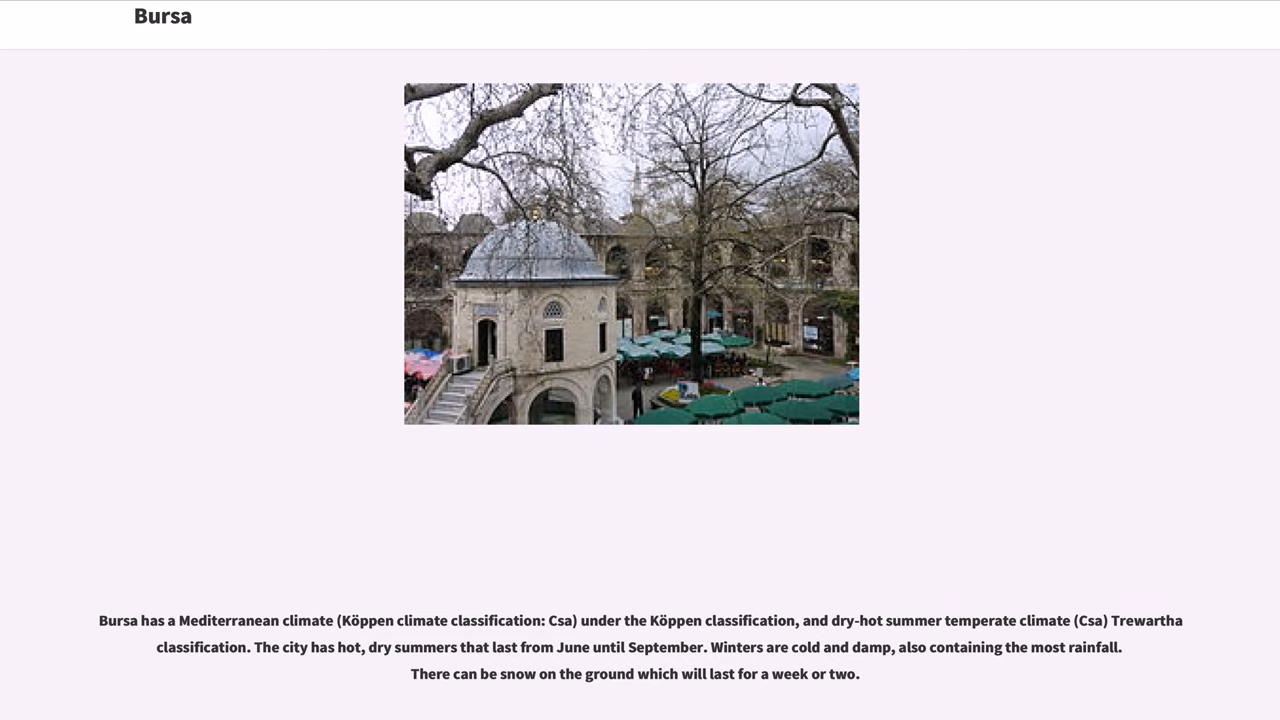 Bursa
Bursa has a Mediterranean climate (Köppen climate classification: Csa) under the Köppen classification, and dry-hot summer temperate climate (Csa) Trewartha
classification. The city has hot, dry summers that last from June until September. Winters are cold and damp, also containing the most rainfall.
There can be snow on the ground which will last for a week or two.